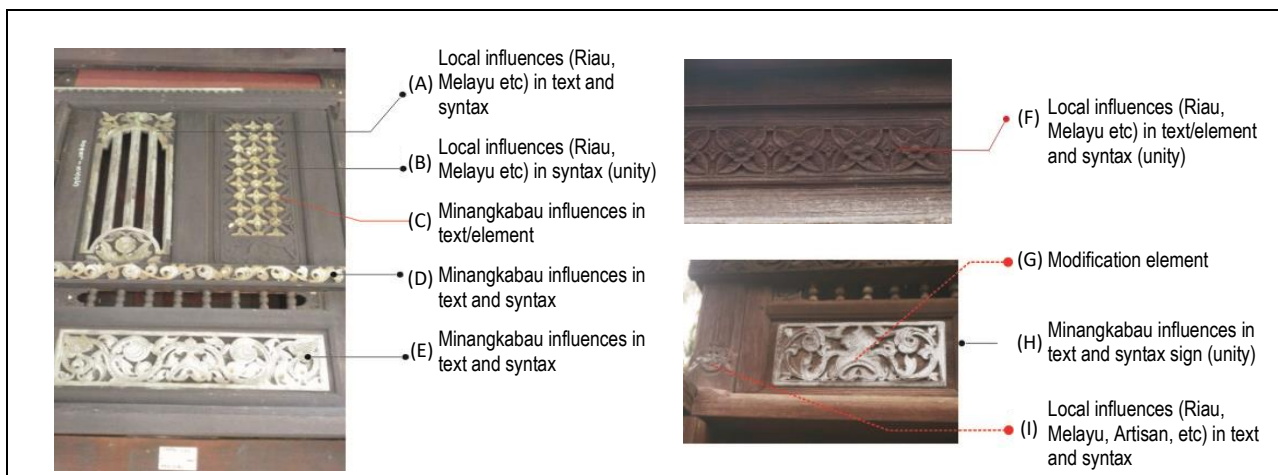 (A) Local influences (Riau,
Melayu etc) in text and
syntax
(B) Local influences (Riau,
Melayu etc) in syntax (unity)
(C) Minangkabau influences in
text/element
(D) Minangkabau influences in
text and syntax
(E) Minangkabau influences in
text and syntax
(F) Local influences (Riau,
Melayu etc) in text/element
and syntax (unity)
(G) Modification element
(H) Minangkabau influences in
text and syntax sign (unity)
(I) Local influences (Riau,
Melayu, Artisan, etc) in text
and syntax